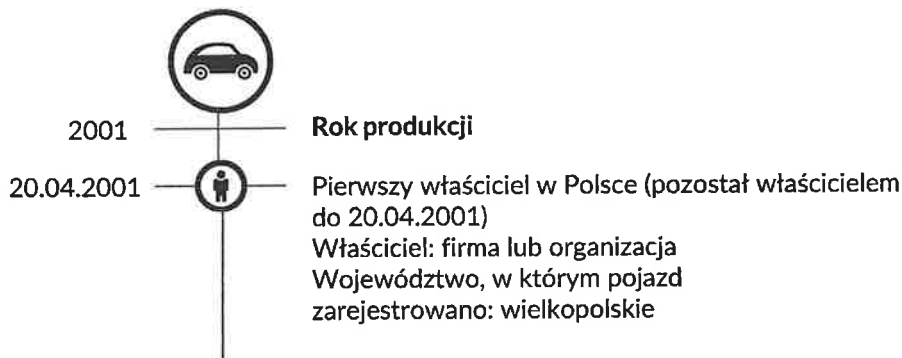 2001 Rok produkcji
20.04.2001 Pierwszy właściciel w Polsce (pozostał właścicielem
do 20.04.2001)
Właściciel: firma lub organizacja
Województwo, w którym pojazd
zarejestrowano: wielkopolskie